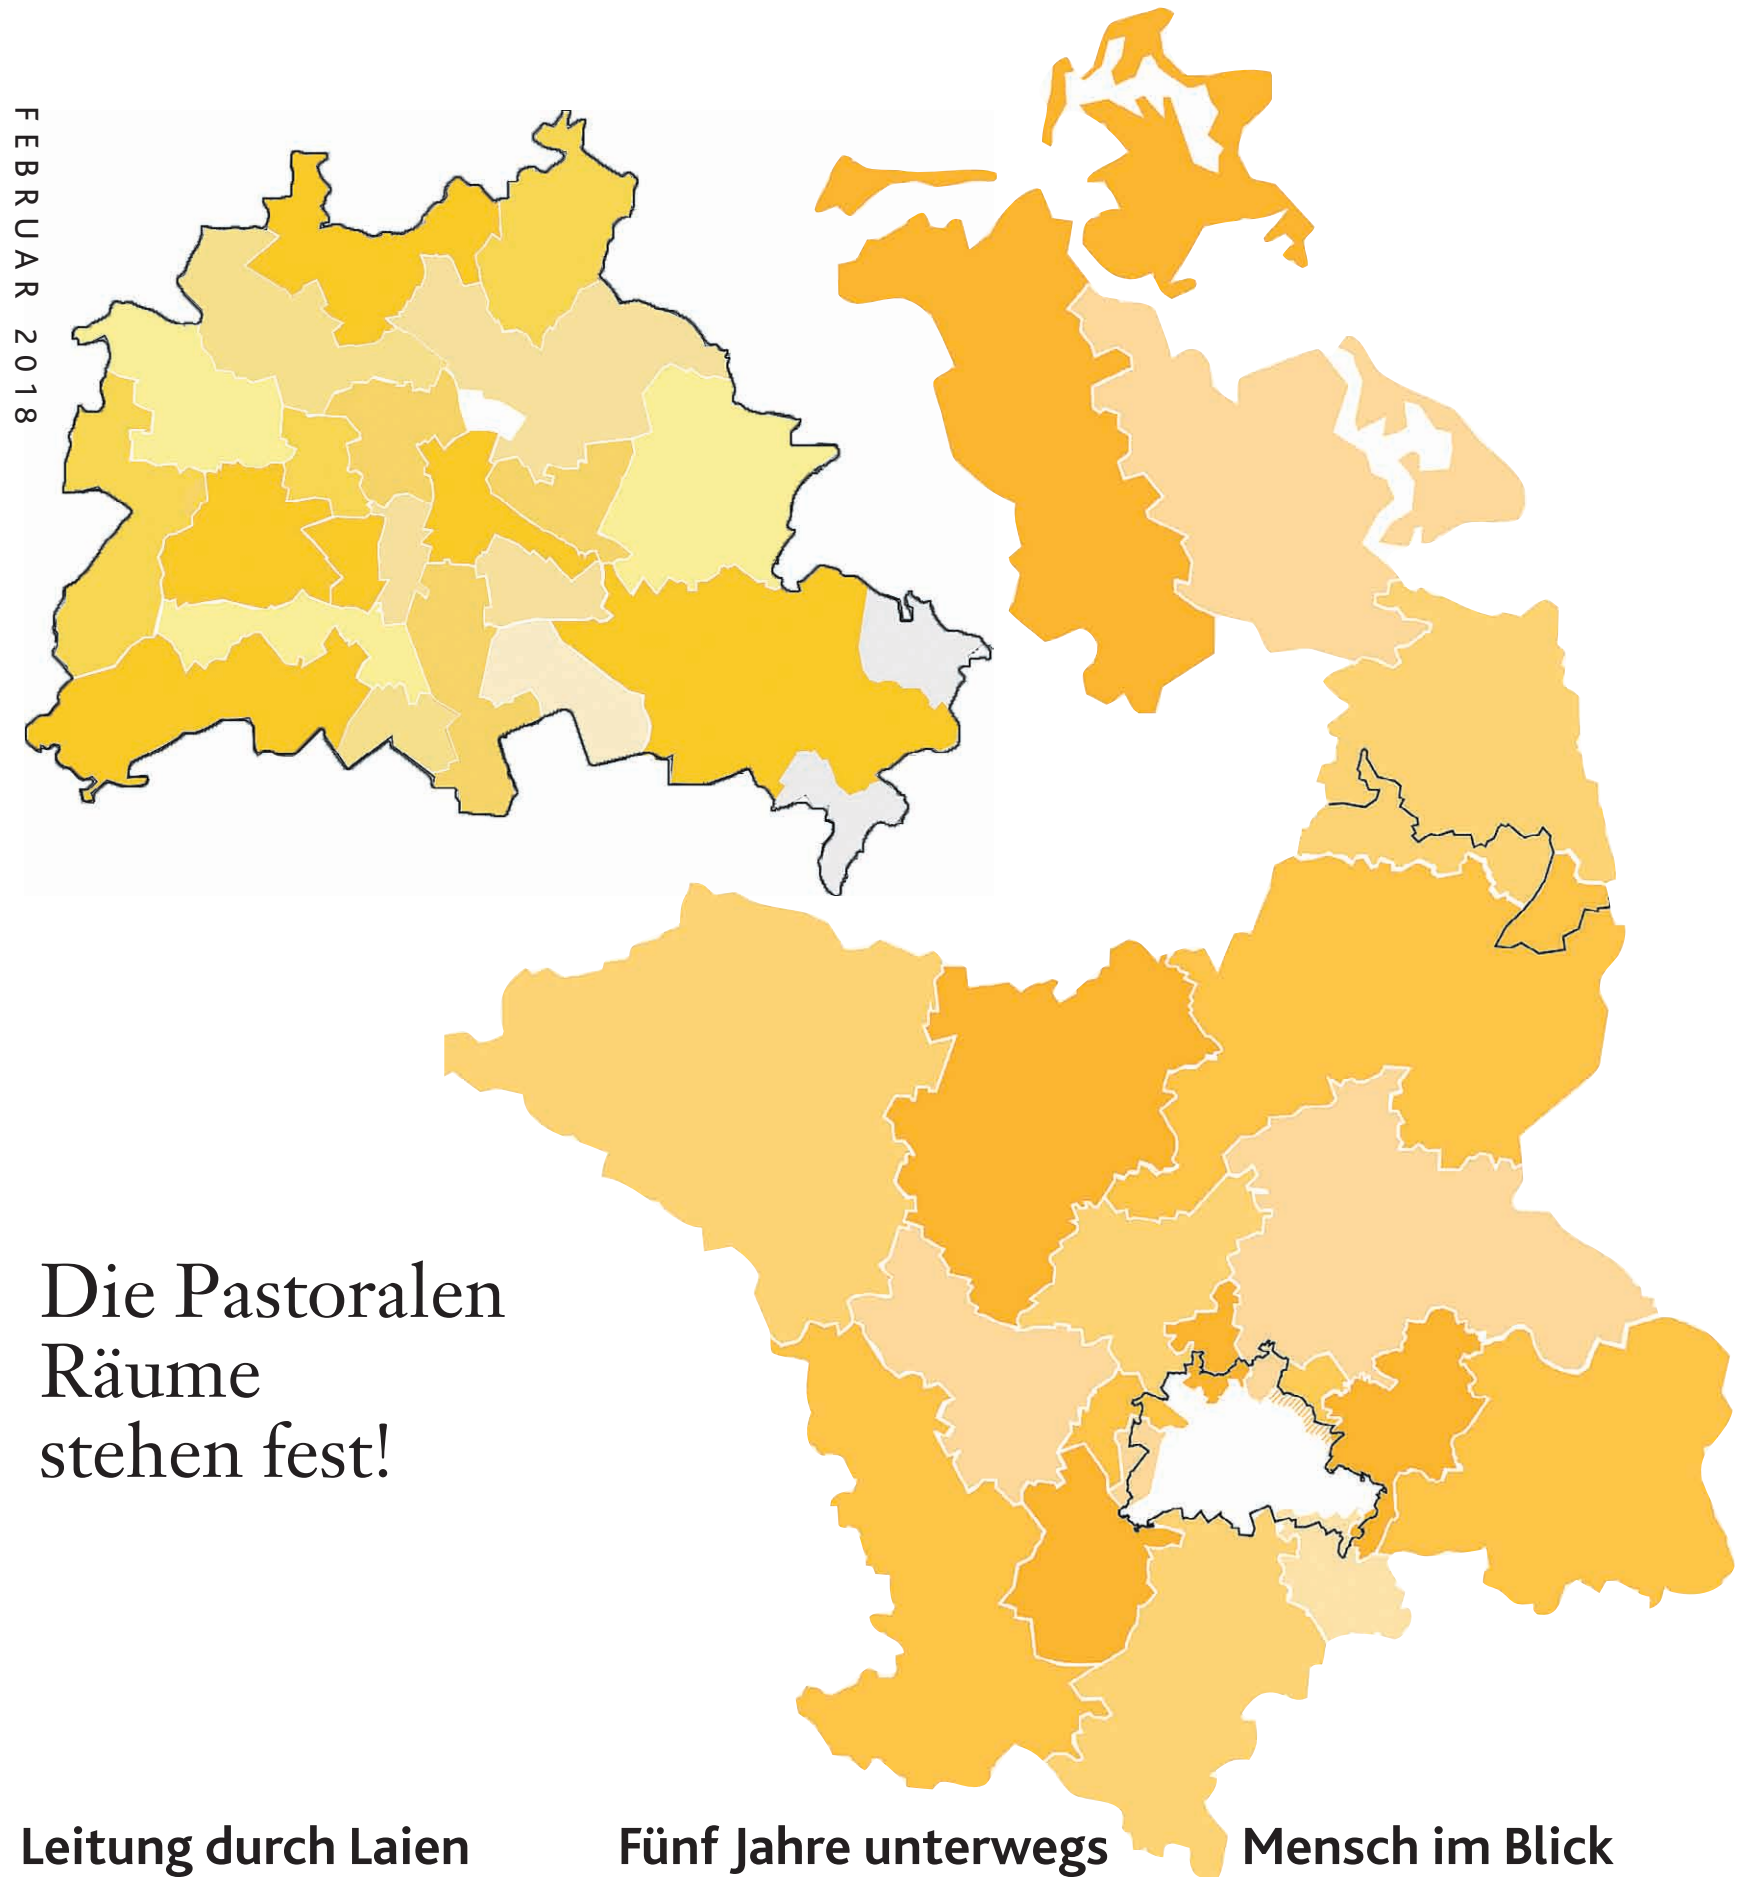 FEBRUAR 2018
Die Pastoralen
Räume
stehen fest!
Leitung durch Laien
Fünf Jahre unterwegs
Mensch im Blick